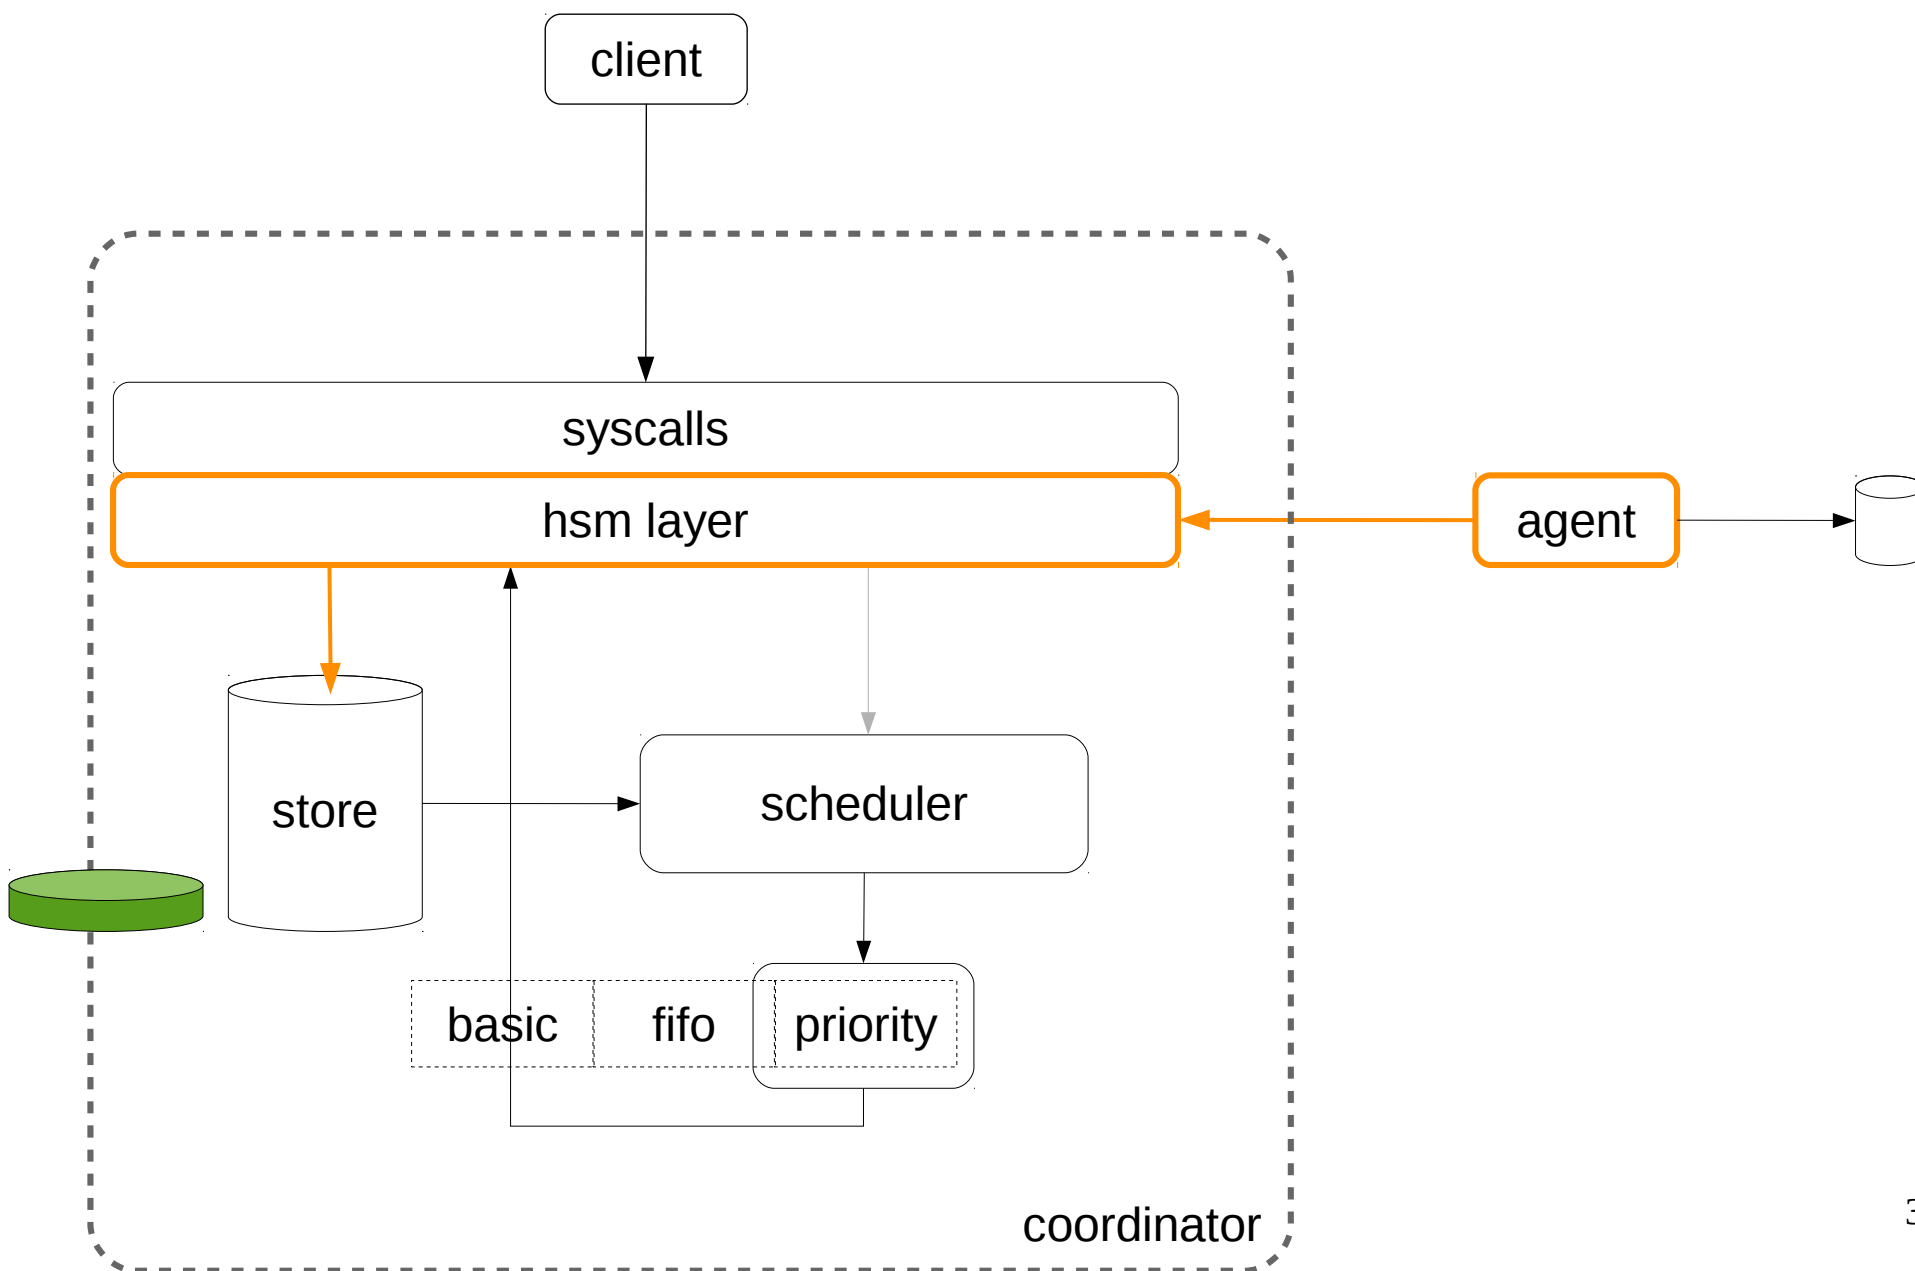 client
syscalls
hsm layer
agent
store
scheduler
basic
fifo
priority
coordinator